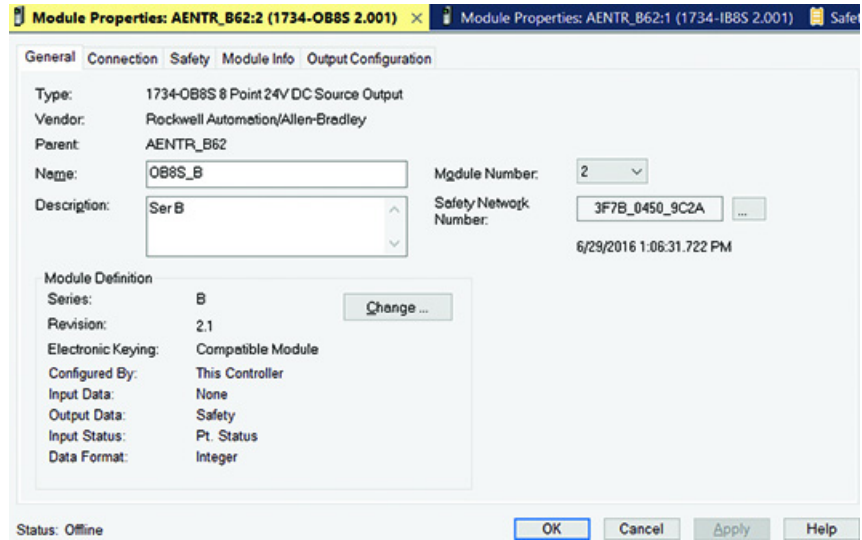 Module Properties: AENTR_B62:2 (1734-OB8S 2.001) × Module Properties: AENTR_B62:1 (1734-IB8S 2.001) Safet
General Connection Safety Module Info Output Configuration
Type: 1734-OB8S 8 Point 24V DC Source Output
Vendor: Rockwell Automation/Allen-Bradley
Parent: AENTR_B62
Name: OB8S_B Module Number: 2
Description: Ser B Safety Network Number: 3F7B_0450_9C2A ...
6/29/2016 1:06:31.722 PM
Module Definition
Series: B Change ...
Revision: 2.1
Electronic Keying: Compatible Module
Configured By: This Controller
Input Data: None
Output Data: Safety
Input Status: Pt. Status
Data Format: Integer
Status: Offline OK Cancel Apply Help